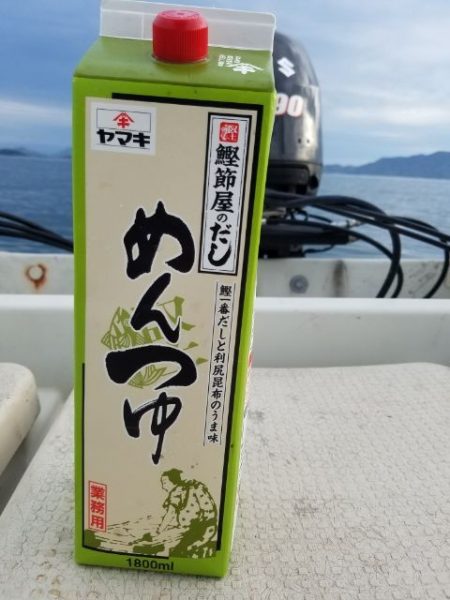 ヤマキ
鰹節屋のだし
めんつゆ
鰹一番だしと利尻昆布のうま味
業務用
1800ml
90